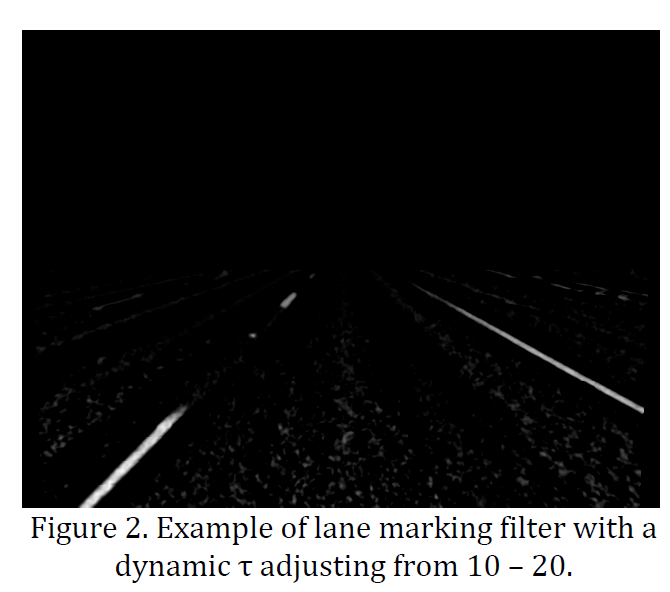 Figure 2. Example of lane marking filter with a
dynamic τ adjusting from 10 – 20.